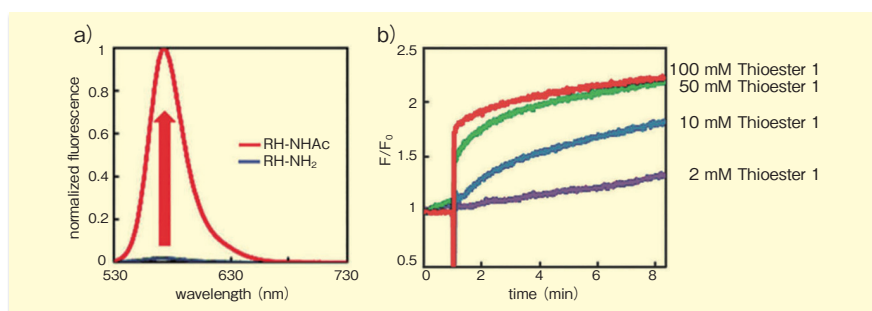 a)
normalized fluorescence
1
0.8
0.6
0.4
0.2
0
530
630
730
wavelength (nm)
RH-NHAc
RH-NH₂
b)
F/F₀
2.5
2
1.5
1
0.5
0
2
4
6
8
time (min)
100 mM Thioester 1
50 mM Thioester 1
10 mM Thioester 1
2 mM Thioester 1